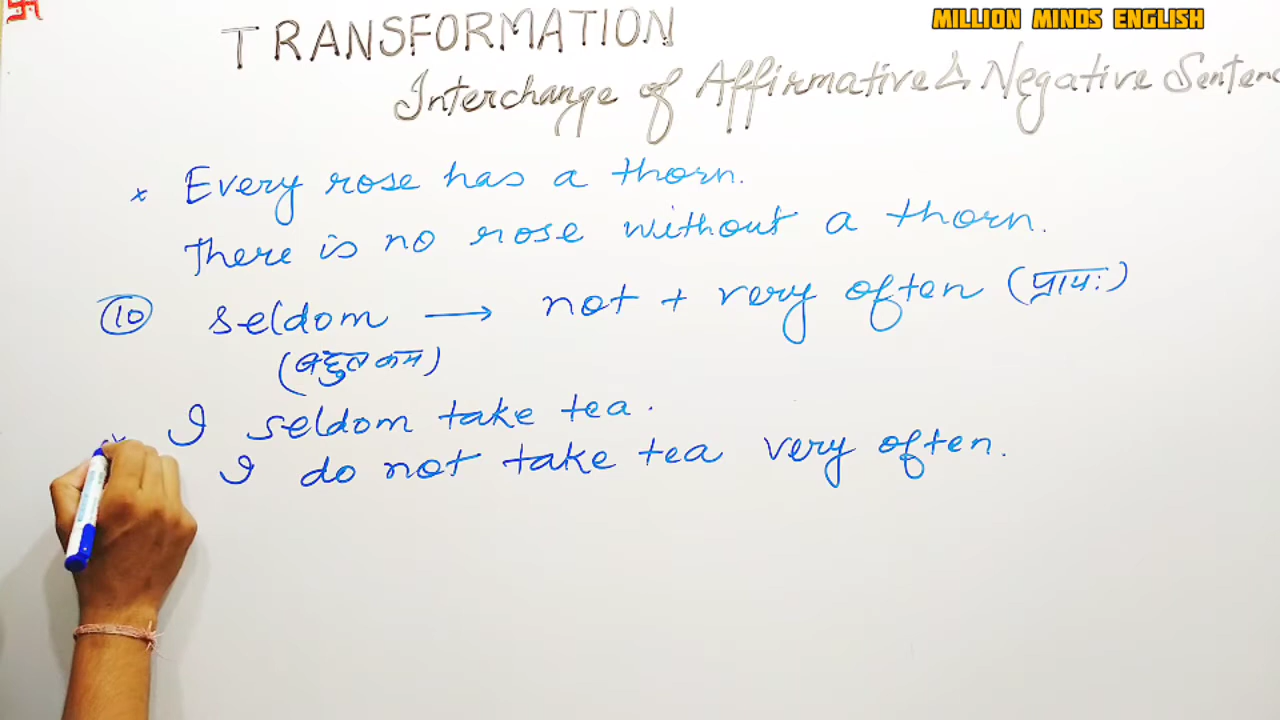 MILLION MINDS ENGLISH
TRANSFORMATION
Interchange of Affirmative & Negative Sentenc
* Every rose has a thorn.
There is no rose without a thorn.
10 seldom → not + very often (प्रायः)
(बहुत कम)
I seldom take tea.
I do not take tea very often.